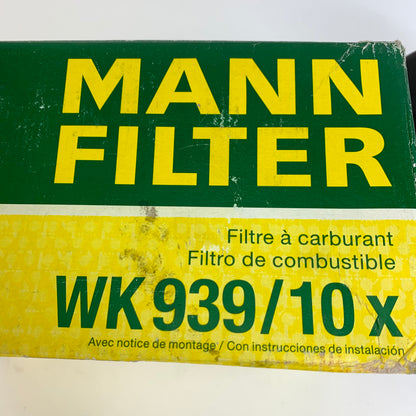 MANN
FILTER
Filtre à carburant
Filtro de combustible
WK 939/10 x
Avec notice de montage / Con instrucciones de instalación